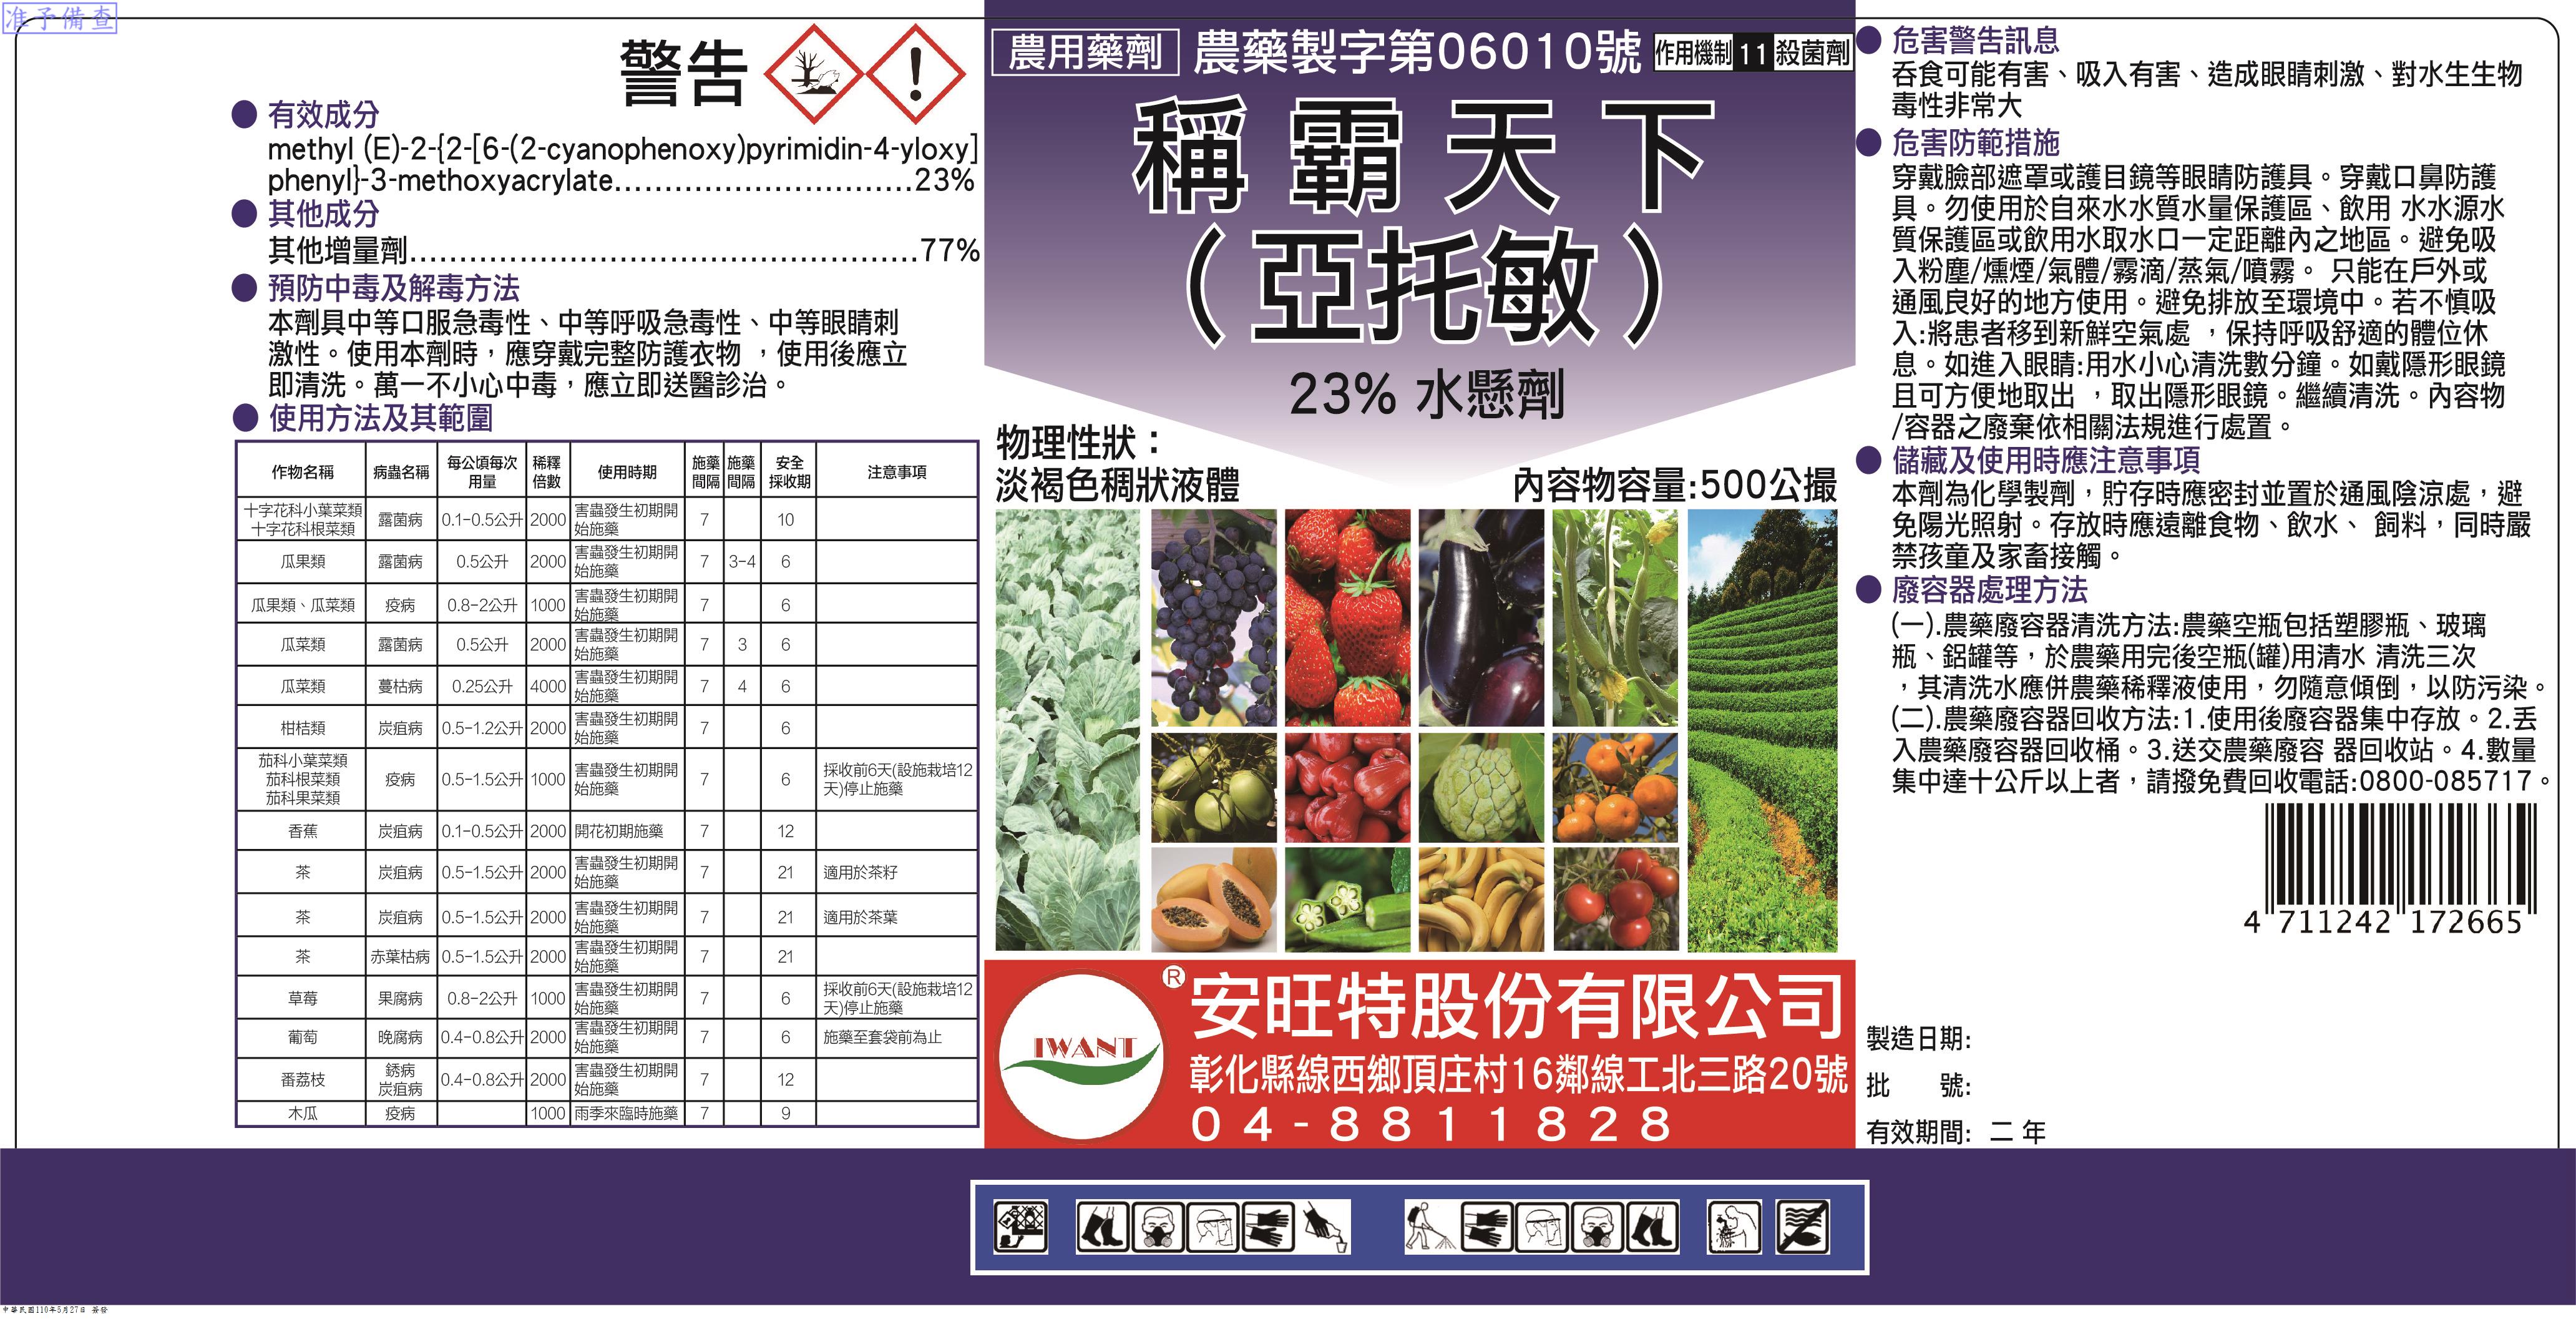 准予備查
警告
● 有效成分
methyl (E)-2-{2-[6-(2-cyanophenoxy)pyrimidin-4-yloxy]
phenyl}-3-methoxyacrylate..............................23%
● 其他成分
其他增量劑...................................................77%
● 預防中毒及解毒方法
本劑具中等口服急毒性、中等呼吸急毒性、中等眼睛刺
激性。使用本劑時，應穿戴完整防護衣物 ，使用後應立
即清洗。萬一不小心中毒，應立即送醫診治。
● 使用方法及其範圍
作物名稱 病蟲名稱 每公頃每次用量 稀釋倍數 使用時期 施藥間隔 施藥間隔 安全採收期 注意事項
十字花科小葉菜類 十字花科根菜類 露菌病 0.1-0.5公升 2000 害蟲發生初期開始施藥 7 10
瓜果類 露菌病 0.5公升 2000 害蟲發生初期開始施藥 7 3-4 6
瓜果類、瓜菜類 疫病 0.8-2公升 1000 害蟲發生初期開始施藥 7 6
瓜菜類 露菌病 0.5公升 2000 害蟲發生初期開始施藥 7 3 6
瓜菜類 蔓枯病 0.25公升 4000 害蟲發生初期開始施藥 7 4 6
柑桔類 炭疽病 0.5-1.2公升 2000 害蟲發生初期開始施藥 7 6
茄科小葉菜類 茄科根菜類 茄科果菜類 疫病 0.5-1.5公升 1000 害蟲發生初期開始施藥 7 6 採收前6天(設施栽培12天)停止施藥
香蕉 炭疽病 0.1-0.5公升 2000 開花初期施藥 7 12
茶 炭疽病 0.5-1.5公升 2000 害蟲發生初期開始施藥 7 21 適用於茶籽
茶 炭疽病 0.5-1.5公升 2000 害蟲發生初期開始施藥 7 21 適用於茶葉
茶 赤葉枯病 0.5-1.5公升 2000 害蟲發生初期開始施藥 7 21
草莓 果腐病 0.8-2公升 1000 害蟲發生初期開始施藥 7 6 採收前6天(設施栽培12天)停止施藥
葡萄 晚腐病 0.4-0.8公升 2000 害蟲發生初期開始施藥 7 6 施藥至套袋前為止
番荔枝 銹病 炭疽病 0.4-0.8公升 2000 害蟲發生初期開始施藥 7 12
木瓜 疫病 1000 雨季來臨時施藥 7 9
農用藥劑 農藥製字第06010號 作用機制 11 殺菌劑
稱霸天下
（亞托敏）
23% 水懸劑
物理性狀：
淡褐色稠狀液體
內容物容量:500公撮
IWANT
®
安旺特股份有限公司
彰化縣線西鄉頂庄村16鄰線工北三路20號
04-8811828
● 危害警告訊息
吞食可能有害、吸入有害、造成眼睛刺激、對水生生物
毒性非常大
● 危害防範措施
穿戴臉部遮罩或護目鏡等眼睛防護具。穿戴口鼻防護
具。勿使用於自來水水質水量保護區、飲用 水水源水
質保護區或飲用水取水口一定距離內之地區。避免吸
入粉塵/燻煙/氣體/霧滴/蒸氣/噴霧。 只能在戶外或
通風良好的地方使用。避免排放至環境中。若不慎吸
入:將患者移到新鮮空氣處 ，保持呼吸舒適的體位休
息。如進入眼睛:用水小心清洗數分鐘。如戴隱形眼鏡
且可方便地取出 ，取出隱形眼鏡。繼續清洗。內容物
/容器之廢棄依相關法規進行處置。
● 儲藏及使用時應注意事項
本劑為化學製劑，貯存時應密封並置於通風陰涼處，避
免陽光照射。存放時應遠離食物、飲水、 飼料，同時嚴
禁孩童及家畜接觸。
● 廢容器處理方法
(一).農藥廢容器清洗方法:農藥空瓶包括塑膠瓶、玻璃
瓶、鋁罐等，於農藥用完後空瓶(罐)用清水 清洗三次
，其清洗水應併農藥稀釋液使用，勿隨意傾倒，以防污染。
(二).農藥廢容器回收方法:1.使用後廢容器集中存放。2.丟
入農藥廢容器回收桶。3.送交農藥廢容 器回收站。4.數量
集中達十公斤以上者，請撥免費回收電話:0800-085717。
4 711242 172665
製造日期:
批　　號:
有效期間: 二 年
中華民國110年5月27日 簽發